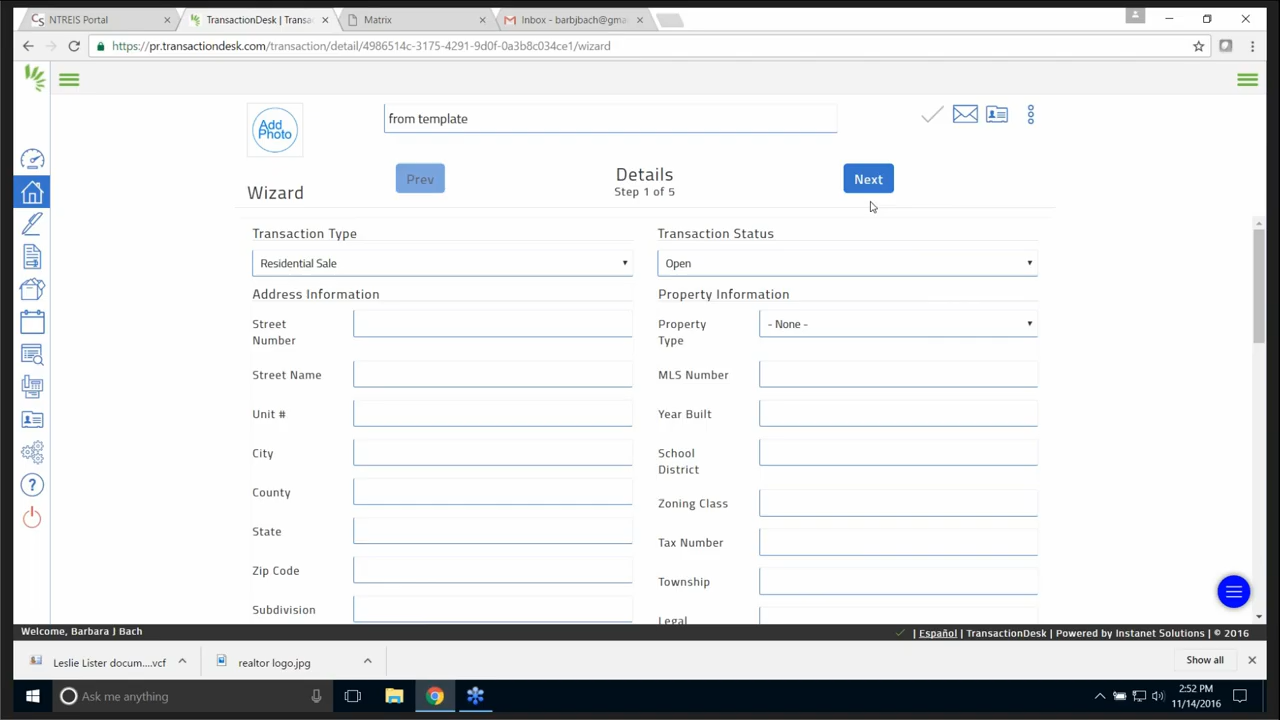 NTREIS Portal
TransactionDesk | Transa
Matrix
Inbox - barbjbach@gma
https://pr.transactiondesk.com/transaction/detail/4986514c-3175-4291-9d0f-0a3b8c034ce1/wizard
Add Photo
from template
Wizard
Prev
Details
Step 1 of 5
Next
Transaction Type
Residential Sale
Transaction Status
Open
Address Information
Property Information
Street Number
Property Type
- None -
Street Name
MLS Number
Unit #
Year Built
City
School District
County
Zoning Class
State
Tax Number
Zip Code
Township
Subdivision
Legal
Welcome, Barbara J Bach
| Español | TransactionDesk | Powered by Instanet Solutions | © 2016
Leslie Lister docum....vcf
realtor logo.jpg
Show all
Ask me anything
2:52 PM
11/14/2016